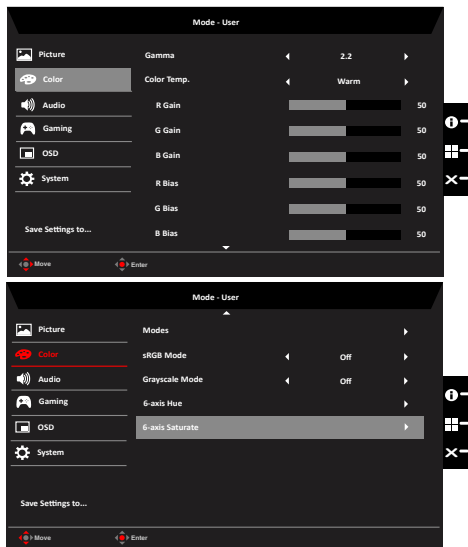 Mode - User
Picture
Gamma 2.2
Color
Color Temp. Warm
Audio
R Gain 50
Gaming
G Gain 50
OSD
B Gain 50
System
R Bias 50
G Bias 50
Save Settings to...
B Bias 50
Move Enter
Mode - User
Picture
Modes
Color
sRGB Mode Off
Audio
Grayscale Mode Off
Gaming
6-axis Hue
OSD
6-axis Saturate
System
Save Settings to...
Move Enter